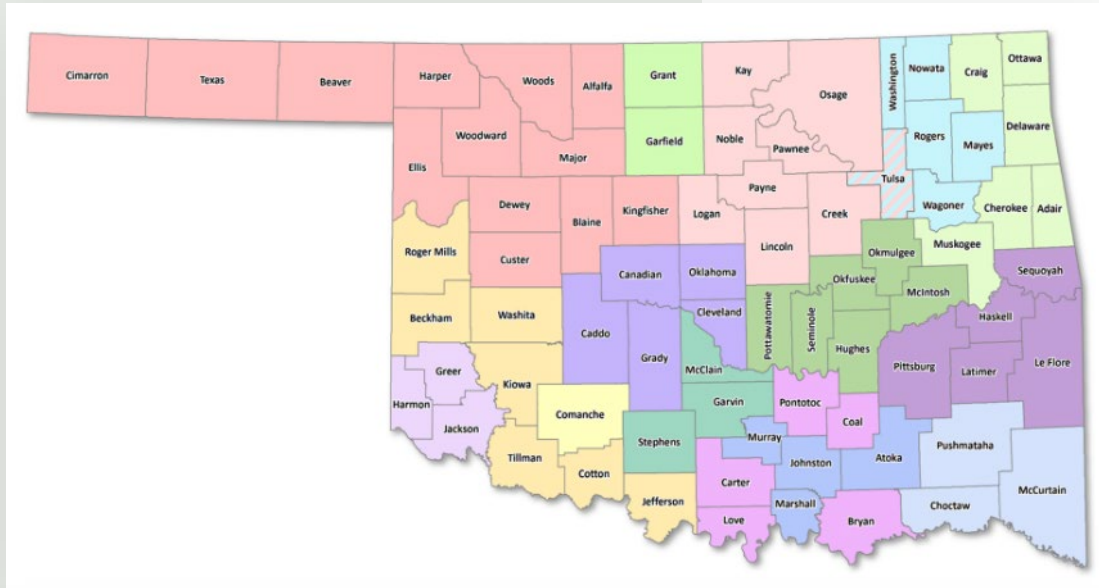 Cimarron
Texas
Beaver
Harper
Woods
Alfalfa
Grant
Kay
Osage
Washington
Nowata
Craig
Ottawa
Woodward
Ellis
Major
Garfield
Noble
Pawnee
Rogers
Mayes
Delaware
Tulsa
Dewey
Blaine
Kingfisher
Logan
Payne
Creek
Wagoner
Cherokee
Adair
Roger Mills
Custer
Canadian
Oklahoma
Lincoln
Okmulgee
Muskogee
Sequoyah
Okfuskee
McIntosh
Beckham
Washita
Caddo
Grady
Cleveland
Pottawatomie
Seminole
Hughes
Haskell
Pittsburg
Latimer
Le Flore
Greer
Kiowa
McClain
Harmon
Jackson
Comanche
Garvin
Pontotoc
Coal
Stephens
Murray
Johnston
Atoka
Pushmataha
Tillman
Cotton
Jefferson
Carter
Love
Marshall
Bryan
Choctaw
McCurtain